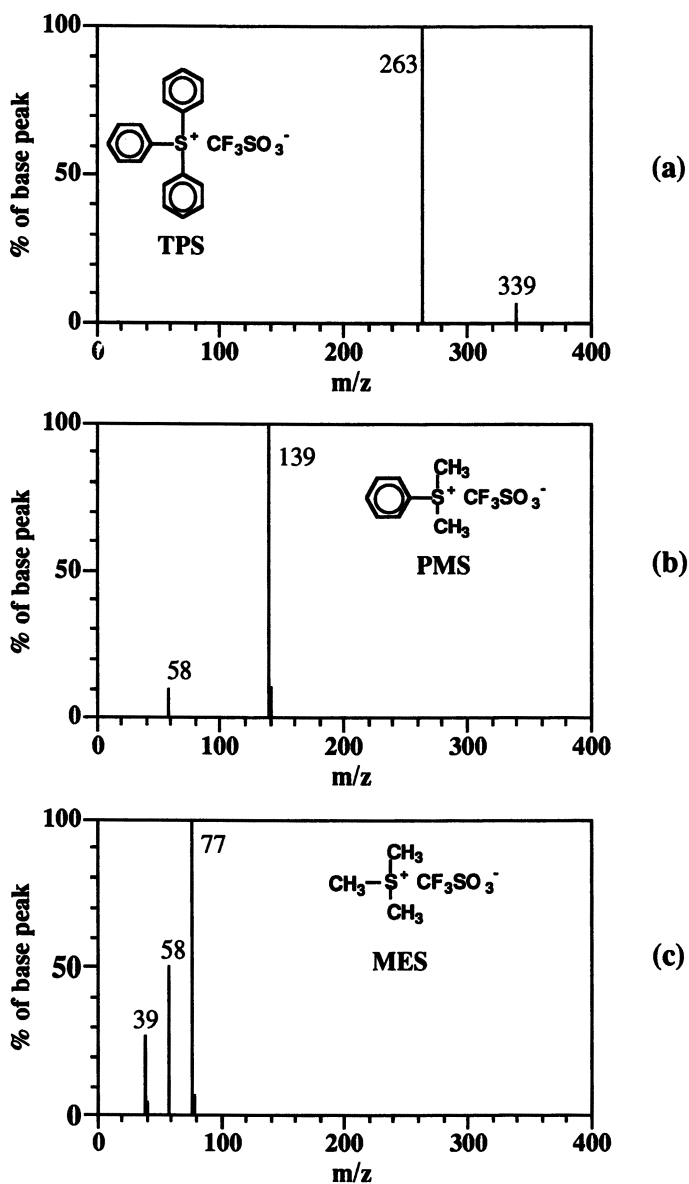 100
263
S+ CF3SO3-
% of base peak
50
(a)
TPS
339
0
0 100 200 300 400
m/z
100
139
CH3
S+ CF3SO3-
CH3
% of base peak
50
(b)
PMS
58
0
0 100 200 300 400
m/z
100
77
CH3
CH3 S+ CF3SO3-
CH3
% of base peak
58
50
(c)
MES
39
0
0 100 200 300 400
m/z